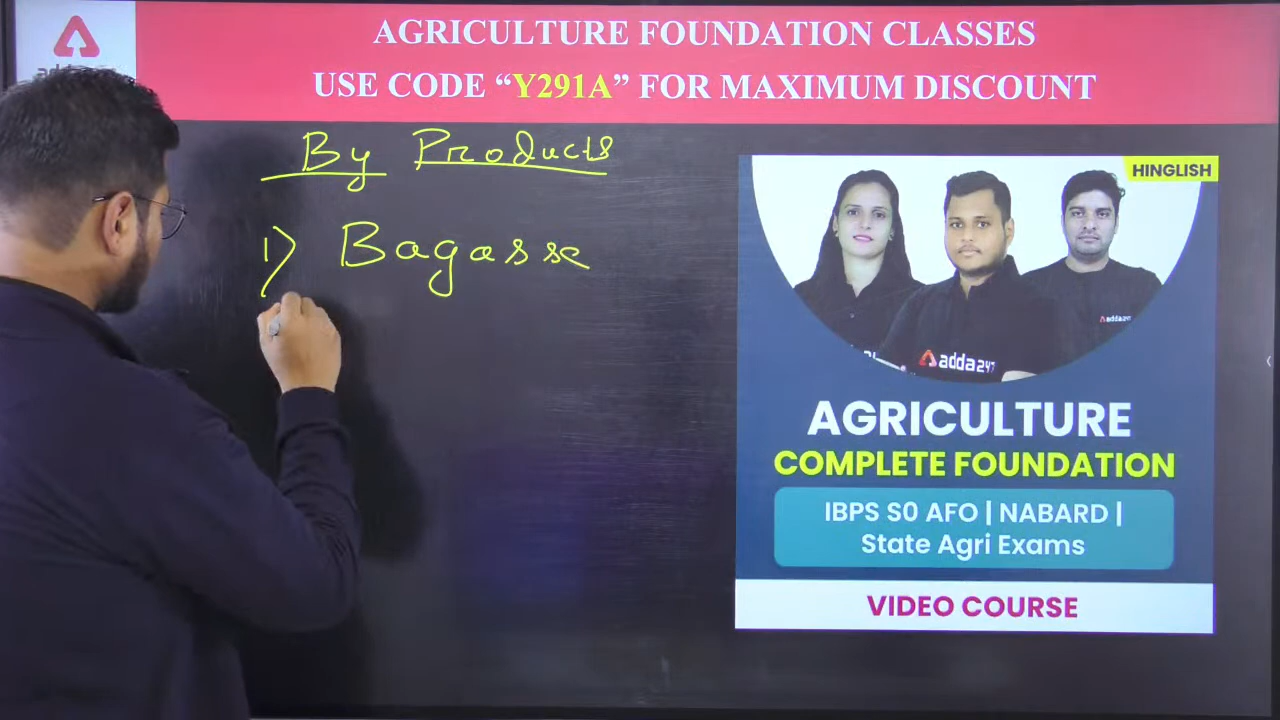 AGRICULTURE FOUNDATION CLASSES
USE CODE “Y291A” FOR MAXIMUM DISCOUNT
By Products
1) Bagasse
HINGLISH
adda247
adda247
AGRICULTURE
COMPLETE FOUNDATION
IBPS SO AFO | NABARD |
State Agri Exams
VIDEO COURSE